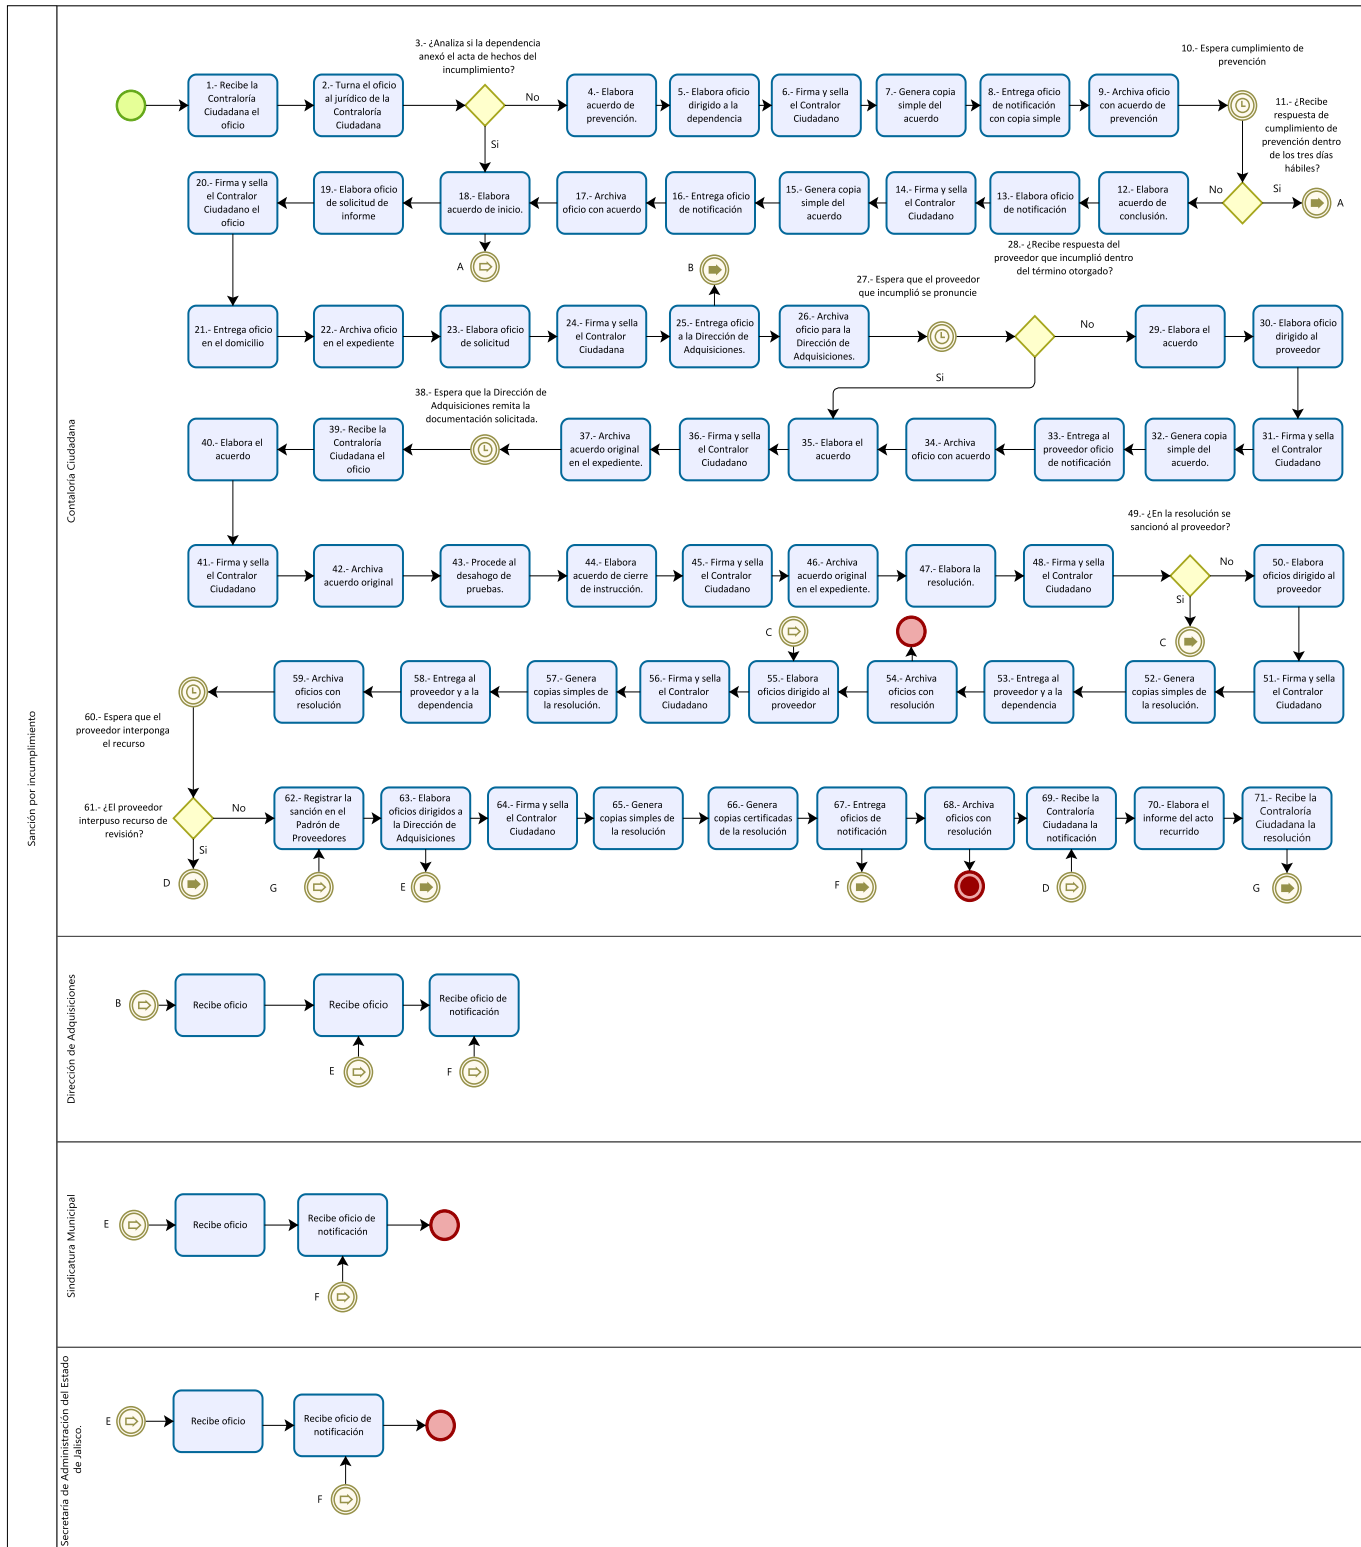 Sanción por incumplimiento
Contaloría Ciudadana
3.- ¿Analiza si la dependencia
anexó el acta de hechos del
incumplimiento?
10.- Espera cumplimiento de
prevención
1.- Recibe la
Contraloría
Ciudadana el
oficio
2.- Turna el oficio
al jurídico de la
Contraloría
Ciudadana
No
Si
4.- Elabora
acuerdo de
prevención.
5.- Elabora oficio
dirigido a la
dependencia
6.- Firma y sella
el Contralor
Ciudadano
7.- Genera copia
simple del
acuerdo
8.- Entrega oficio
de notificación
con copia simple
9.- Archiva oficio
con acuerdo de
prevención
11.- ¿Recibe
respuesta de
cumplimiento de
prevención dentro
de los tres días
hábiles?
No
Si
A
12.- Elabora
acuerdo de
conclusión.
13.- Elabora oficio
de notificación
14.- Firma y sella
el Contralor
Ciudadano
15.- Genera copia
simple del
acuerdo
16.- Entrega oficio
de notificación
17.- Archiva
oficio con acuerdo
18.- Elabora
acuerdo de inicio.
19.- Elabora oficio
de solicitud de
informe
20.- Firma y sella
el Contralor
Ciudadano el
oficio
A
B
27.- Espera que el proveedor
que incumplió se pronuncie
28.- ¿Recibe respuesta del
proveedor que incumplió dentro
del término otorgado?
21.- Entrega oficio
en el domicilio
22.- Archiva oficio
en el expediente
23.- Elabora oficio
de solicitud
24.- Firma y sella
el Contralor
Ciudadana
25.- Entrega oficio
a la Dirección de
Adquisiciones.
26.- Archiva
oficio para la
Dirección de
Adquisiciones.
No
Si
29.- Elabora el
acuerdo
30.- Elabora oficio
dirigido al
proveedor
38.- Espera que la Dirección de
Adquisiciones remita la
documentación solicitada.
31.- Firma y sella
el Contralor
Ciudadano
32.- Genera copia
simple del
acuerdo.
33.- Entrega al
proveedor oficio
de notificación
34.- Archiva
oficio con acuerdo
35.- Elabora el
acuerdo
36.- Firma y sella
el Contralor
Ciudadano
37.- Archiva
acuerdo original
en el expediente.
39.- Recibe la
Contraloría
Ciudadana el
oficio
40.- Elabora el
acuerdo
49.- ¿En la resolución se
sancionó al proveedor?
41.- Firma y sella
el Contralor
Ciudadano
42.- Archiva
acuerdo original
43.- Procede al
desahogo de
pruebas.
44.- Elabora
acuerdo de cierre
de instrucción.
45.- Firma y sella
el Contralor
Ciudadano
46.- Archiva
acuerdo original
en el expediente.
47.- Elabora la
resolución.
48.- Firma y sella
el Contralor
Ciudadano
No
Si
C
50.- Elabora
oficios dirigido al
proveedor
C
51.- Firma y sella
el Contralor
Ciudadano
52.- Genera
copias simples de
la resolución.
53.- Entrega al
proveedor y a la
dependencia
54.- Archiva
oficios con
resolución
55.- Elabora
oficios dirigido al
proveedor
56.- Firma y sella
el Contralor
Ciudadano
57.- Genera
copias simples de
la resolución.
58.- Entrega al
proveedor y a la
dependencia
59.- Archiva
oficios con
resolución
60.- Espera que el
proveedor interponga
el recurso
61.- ¿El proveedor
interpuso recurso de
revisión?
No
Si
D
62.- Registrar la
sanción en el
Padrón de
Proveedores
63.- Elabora
oficios dirigidos a
la Dirección de
Adquisiciones
64.- Firma y sella
el Contralor
Ciudadano
65.- Genera
copias simples de
la resolución
66.- Genera
copias certificadas
de la resolución
67.- Entrega
oficios de
notificación
68.- Archiva
oficios con
resolución
69.- Recibe la
Contraloría
Ciudadana la
notificación
70.- Elabora el
informe del acto
recurrido
71.- Recibe la
Contraloría
Ciudadana la
resolución
G
E
F
D
G
Dirección de Adquisiciones
B
Recibe oficio
Recibe oficio
Recibe oficio de
notificación
E
F
Sindicatura Municipal
E
Recibe oficio
Recibe oficio de
notificación
F
Secretaría de Administración del Estado
de Jalisco.
E
Recibe oficio
Recibe oficio de
notificación
F